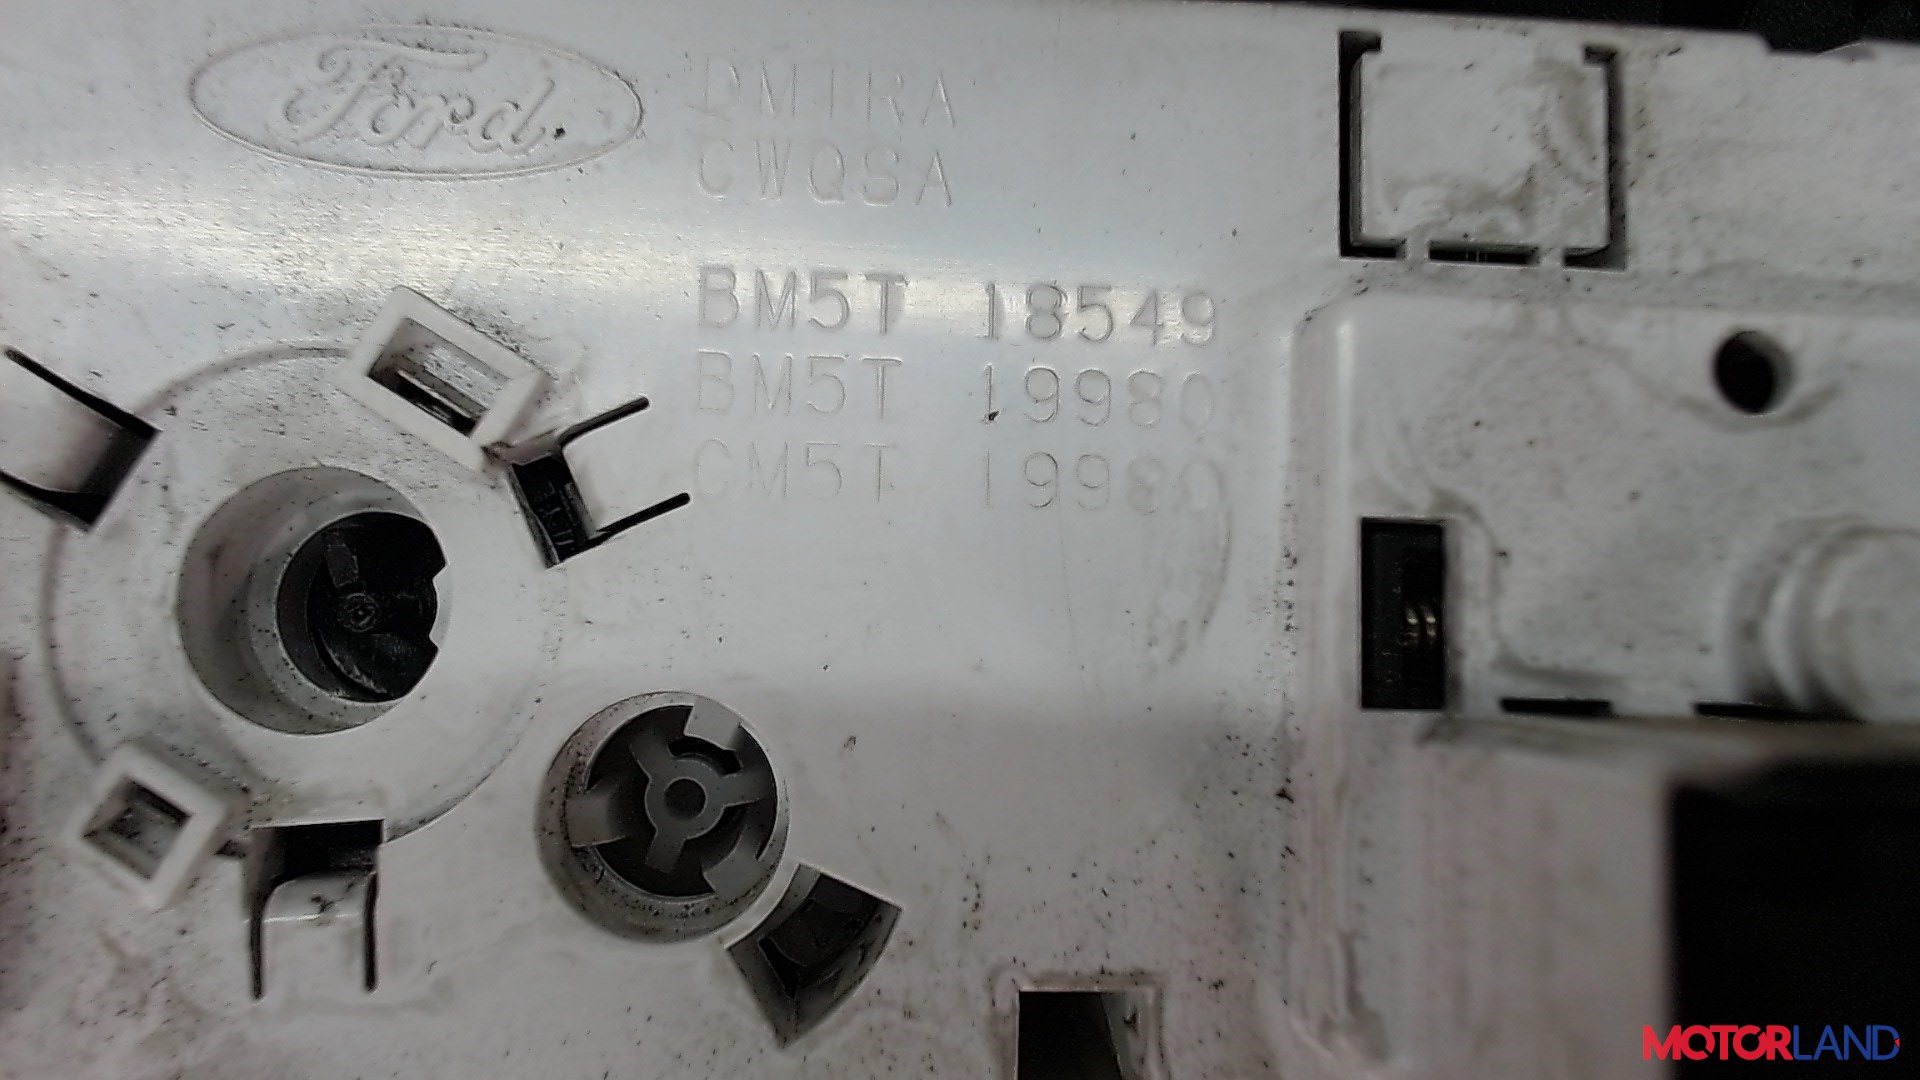 Ford
DMTRA
CWQSA
BM5T 18549
BM5T 19980
CM5T 19980
MOTORLAND